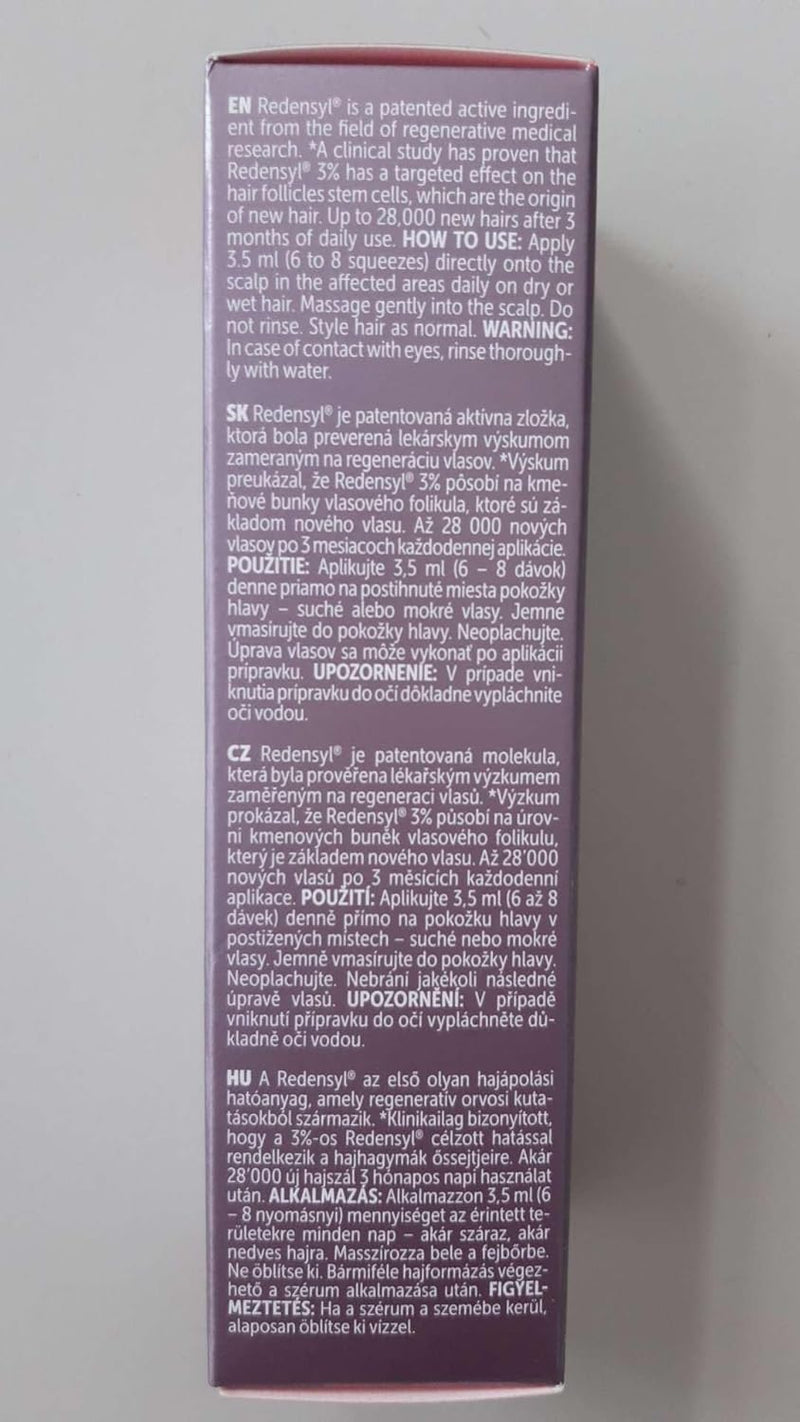 EN Redensyl® is a patented active ingredi-
ent from the field of regenerative medical
research. *A clinical study has proven that
Redensyl® 3% has a targeted effect on the
hair follicles stem cells, which are the origin
of new hair. Up to 28,000 new hairs after 3
months of daily use. HOW TO USE: Apply
3.5 ml (6 to 8 squeezes) directly onto the
scalp in the affected areas daily on dry or
wet hair. Massage gently into the scalp. Do
not rinse. Style hair as normal. WARNING:
In case of contact with eyes, rinse thorough-
ly with water.
SK Redensyl® je patentovaná aktívna zložka,
ktorá bola preverená lekárskym výskumom
zameraným na regeneráciu vlasov. *Výskum
preukázal, že Redensyl® 3% pôsobí na kme-
ňové bunky vlasového folikula, ktoré sú zá-
kladom nového vlasu. Až 28 000 nových
vlasov po 3 mesiacoch každodennej aplikácie.
POUŽITIE: Aplikujte 3,5 ml (6 – 8 dávok)
denne priamo na postihnuté miesta pokožky
hlavy – suché alebo mokré vlasy. Jemne
vmasírujte do pokožky hlavy. Neoplachujte.
Úprava vlasov sa môže vykonať po aplikácii
prípravku. UPOZORNENIE: V prípade vni-
knutia prípravku do očí dôkladne vypláchnite
oči vodou.
CZ Redensyl® je patentovaná molekula,
která byla prověřena lékařským výzkumem
zaměřeným na regeneraci vlasů. *Výzkum
prokázal, že Redensyl® 3% působí na úrov-
ni kmenových buněk vlasového folikulu,
který je základem nového vlasu. Až 28'000
nových vlasů po 3 měsících každodenní
aplikace. POUŽITÍ: Aplikujte 3,5 ml (6 až 8
dávek) denně přímo na pokožku hlavy v
postižených místech – suché nebo mokré
vlasy. Jemně vmasírujte do pokožky hlavy.
Neoplachujte. Nebrání jakékoli následné
úpravě vlasů. UPOZORNĚNÍ: V případě
vniknutí přípravku do očí vypláchněte dů-
kladně oči vodou.
HU A Redensyl® az első olyan hajápolási
hatóanyag, amely regeneratív orvosi kuta-
tásokból származik. *Klinikailag bizonyított,
hogy a 3%-os Redensyl® célzott hatással
rendelkezik a hajhagymák őssejtjeire. Akár
28'000 új hajszál 3 hónapos napi használat
után. ALKALMAZÁS: Alkalmazzon 3,5 ml (6
– 8 nyomásnyi) mennyiséget az érintett te-
rületekre minden nap – akár száraz, akár
nedves hajra. Masszírozza bele a fejbőrbe.
Ne öblítse ki. Bármiféle hajformázás végez-
hető a szérum alkalmazása után. FIGYEL-
MEZTETÉS: Ha a szérum a szemébe kerül,
alaposan öblítse ki vízzel.